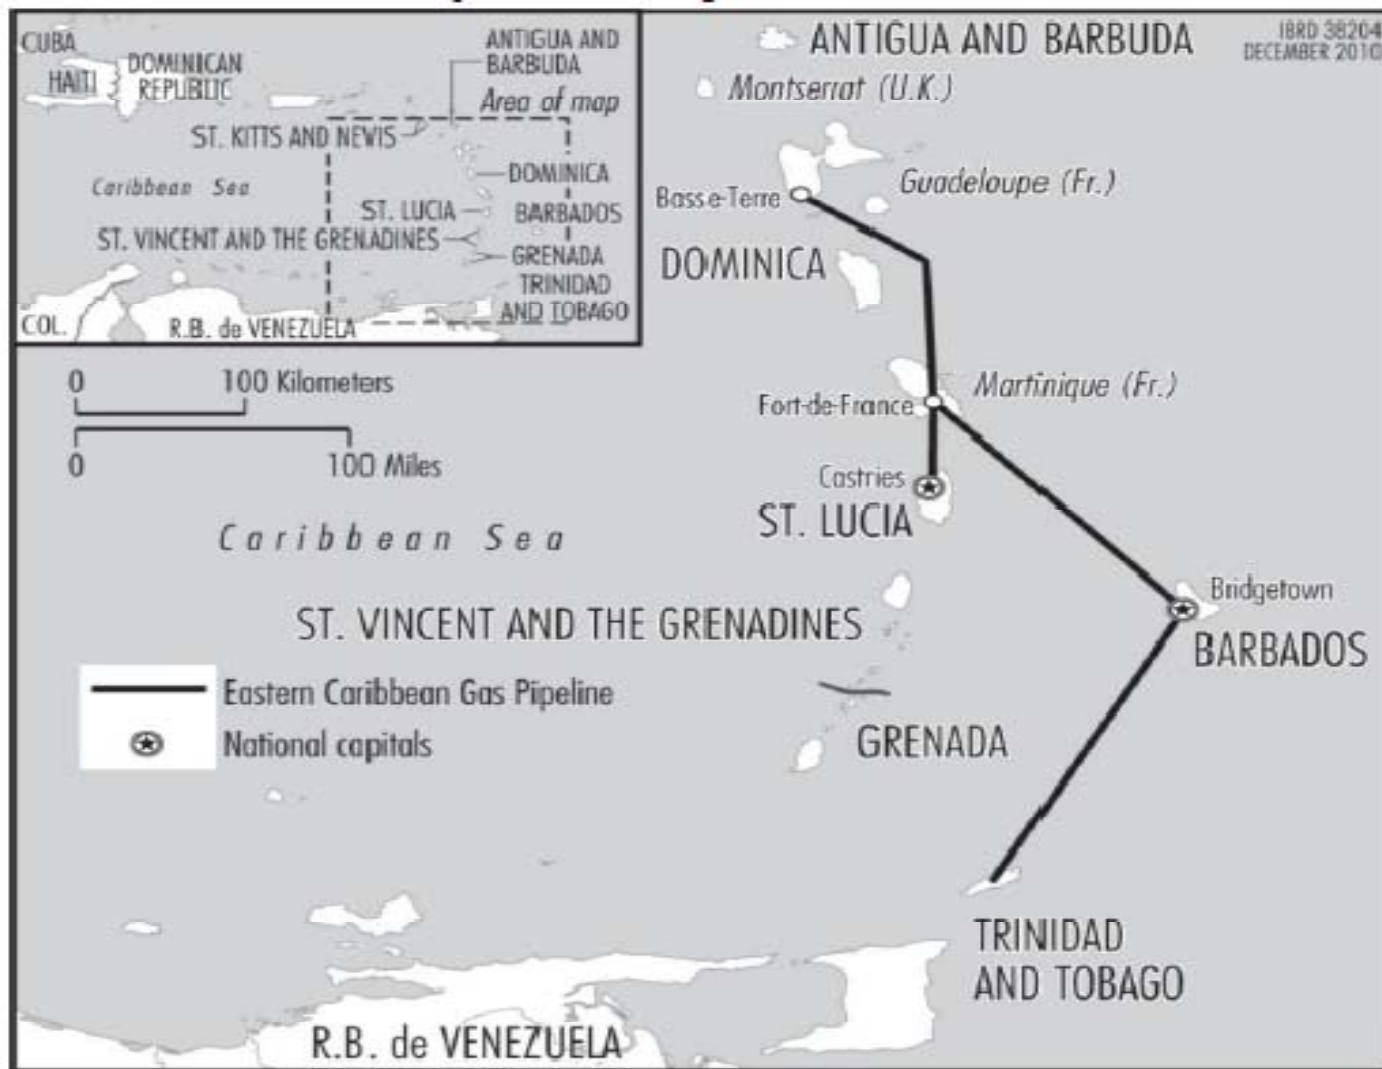 CUBA
HAITI
DOMINICAN
REPUBLIC
ANTIGUA AND
BARBUDA
Area of map
ST. KITTS AND NEVIS
Caribbean Sea
DOMINICA
ST. LUCIA
BARBADOS
ST. VINCENT AND THE GRENADINES
GRENADA
TRINIDAD
AND TOBAGO
COL.
R.B. de VENEZUELA
ANTIGUA AND BARBUDA
IBRD 38204
DECEMBER 2010
Montserrat (U.K.)
Guadeloupe (Fr.)
Basse-Terre
DOMINICA
0 100 Kilometers
0 100 Miles
Martinique (Fr.)
Fort-de-France
Castries
ST. LUCIA
Caribbean Sea
Bridgetown
BARBADOS
ST. VINCENT AND THE GRENADINES
Eastern Caribbean Gas Pipeline
National capitals
GRENADA
TRINIDAD
AND TOBAGO
R.B. de VENEZUELA